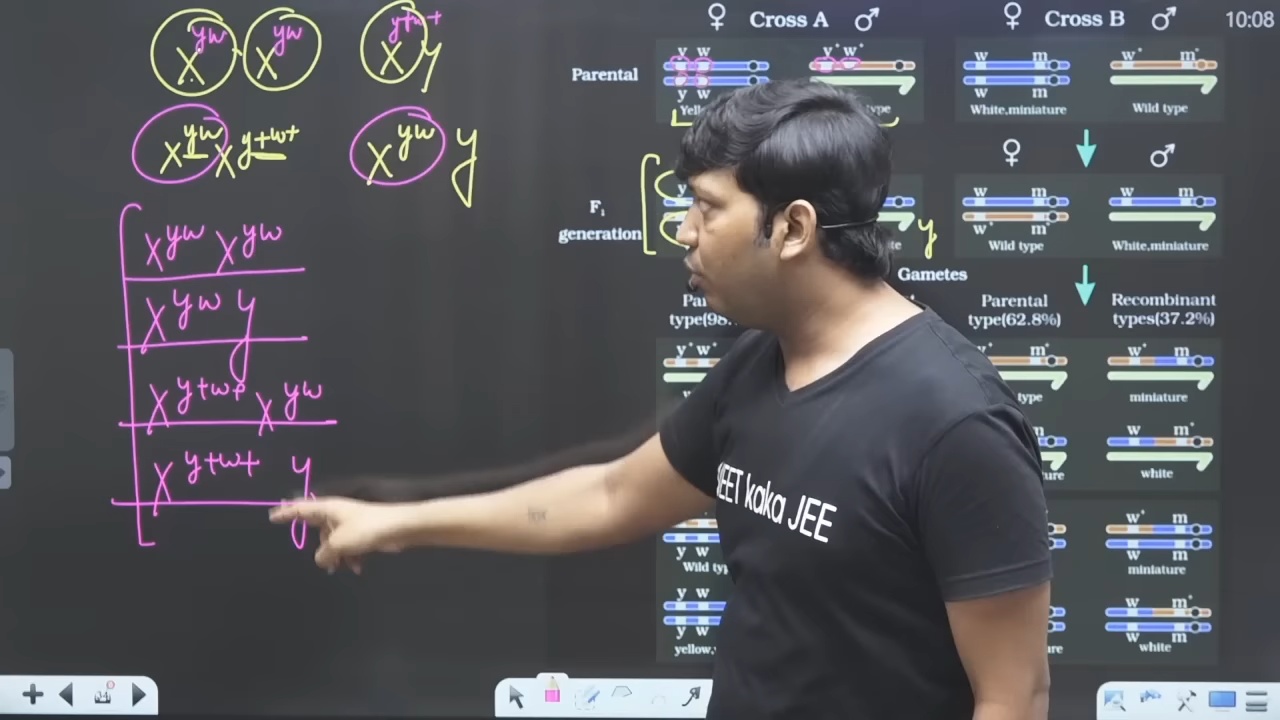 X^yw X^yw X^y+w+ y
X^yw X^y+w+ X^yw y
X^yw X^yw
X^yw y
X^y+w+ X^yw
X^y+w+ y
♀ Cross A ♂
Parental
y w y+ w+
y w
F₁
generation
y
y
♀ Cross B ♂
10:08
w m w+ m+
w m
White,miniature Wild type
♀ ♂
w m w m
w+ m+
Wild type White,miniature
Gametes
Parental Recombinant
type(62.8%) types(37.2%)
y+ w+ m+ w+ m
type miniature
w m+
white
w+ m
y w w m
Wild miniature
y w w m+
y w w m
white
NEET kaka JEE
34